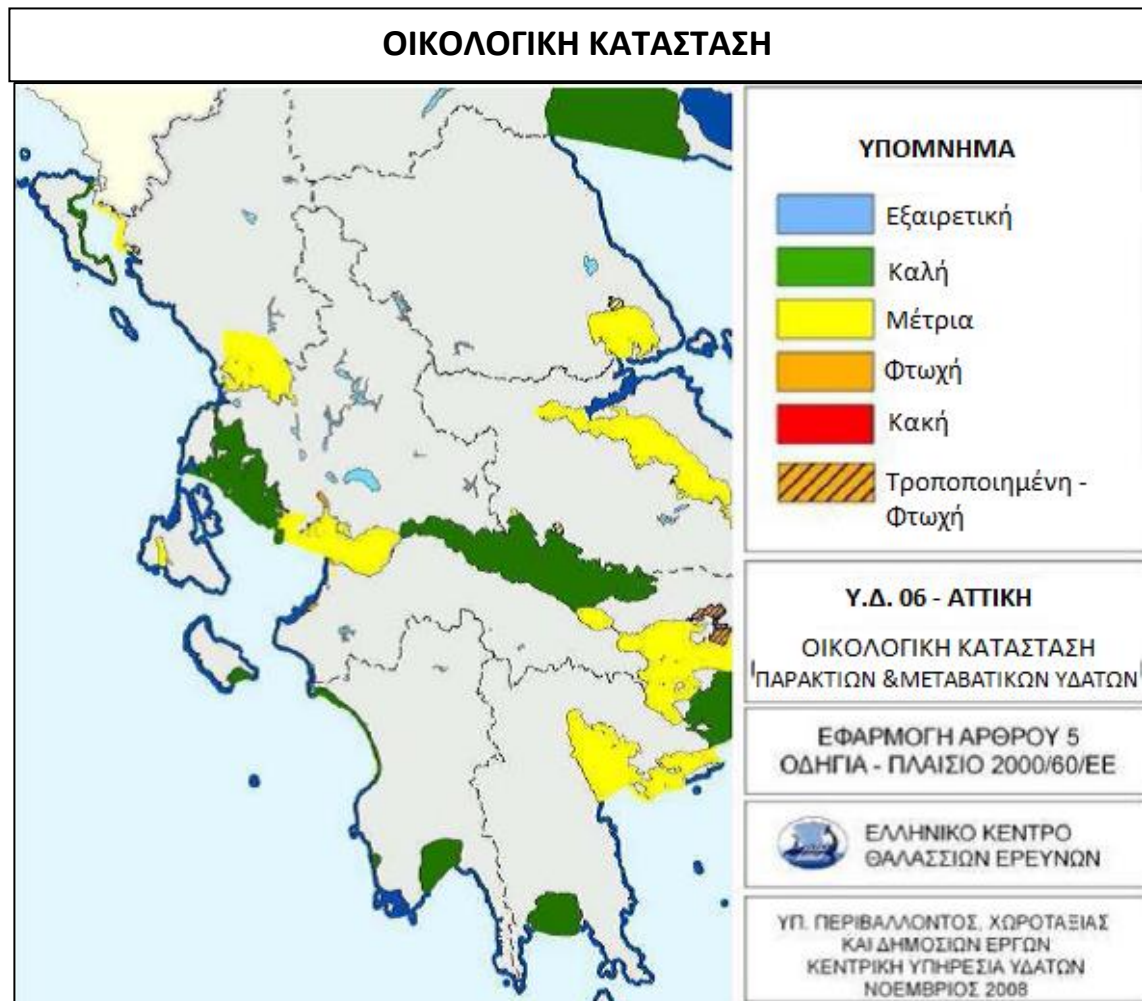 ΟΙΚΟΛΟΓΙΚΗ ΚΑΤΑΣΤΑΣΗ
ΥΠΟΜΝΗΜΑ
Εξαιρετική
Καλή
Μέτρια
Φτωχή
Κακή
Τροποποιημένη -
Φτωχή
Υ.Δ. 06 - ΑΤΤΙΚΗ
ΟΙΚΟΛΟΓΙΚΗ ΚΑΤΑΣΤΑΣΗ
ΠΑΡΑΚΤΙΩΝ &ΜΕΤΑΒΑΤΙΚΩΝ ΥΔΑΤΩΝ
ΕΦΑΡΜΟΓΗ ΑΡΘΡΟΥ 5
ΟΔΗΓΙΑ - ΠΛΑΙΣΙΟ 2000/60/ΕΕ
ΕΛΛΗΝΙΚΟ ΚΕΝΤΡΟ
ΘΑΛΑΣΣΙΩΝ ΕΡΕΥΝΩΝ
ΥΠ. ΠΕΡΙΒΑΛΛΟΝΤΟΣ, ΧΩΡΟΤΑΞΙΑΣ
ΚΑΙ ΔΗΜΟΣΙΩΝ ΕΡΓΩΝ
ΚΕΝΤΡΙΚΗ ΥΠΗΡΕΣΙΑ ΥΔΑΤΩΝ
ΝΟΕΜΒΡΙΟΣ 2008